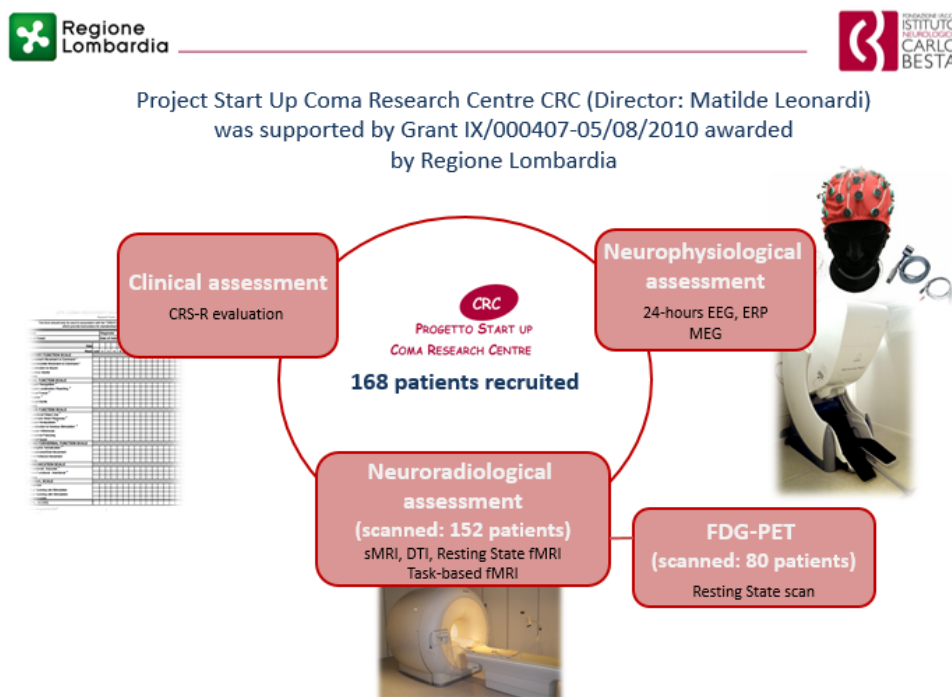 Regione
Lombardia
FONDAZIONE IRCCS
ISTITUTO
NEUROLOGICO
CARLO
BESTA
Project Start Up Coma Research Centre CRC (Director: Matilde Leonardi)
was supported by Grant IX/000407-05/08/2010 awarded
by Regione Lombardia
Clinical assessment
CRS-R evaluation
Neurophysiological
assessment
24-hours EEG, ERP
MEG
CRC
PROGETTO START UP
COMA RESEARCH CENTRE
168 patients recruited
Neuroradiological
assessment
(scanned: 152 patients)
sMRI, DTI, Resting State fMRI
Task-based fMRI
FDG-PET
(scanned: 80 patients)
Resting State scan